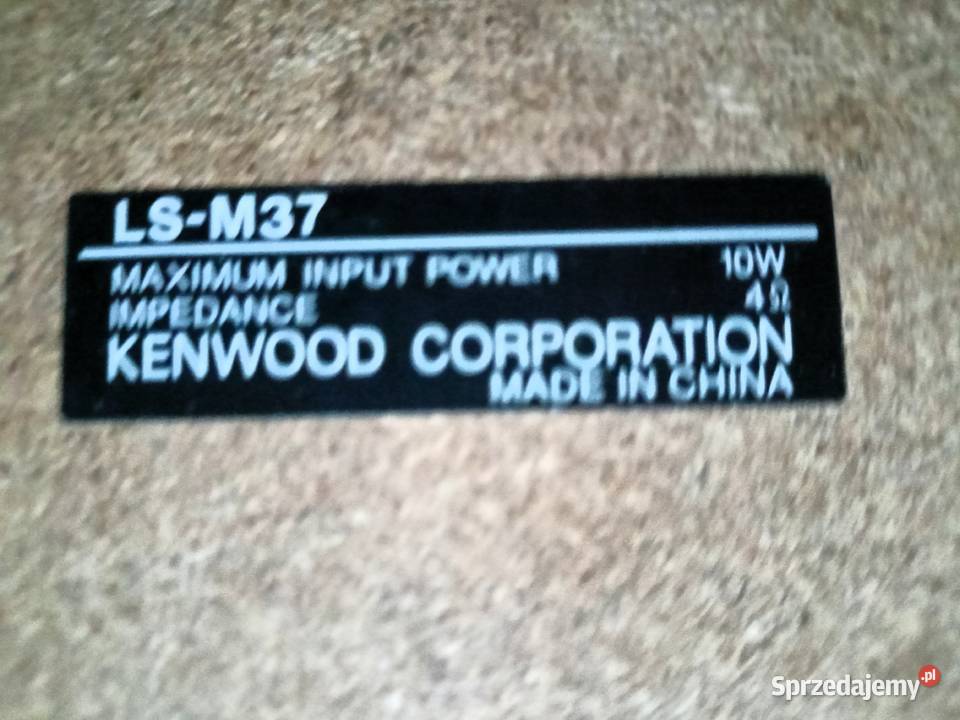 LS-M37
MAXIMUM INPUT POWER 10W
IMPEDANCE 4Ω
KENWOOD CORPORATION
MADE IN CHINA
Sprzedajemy.pl